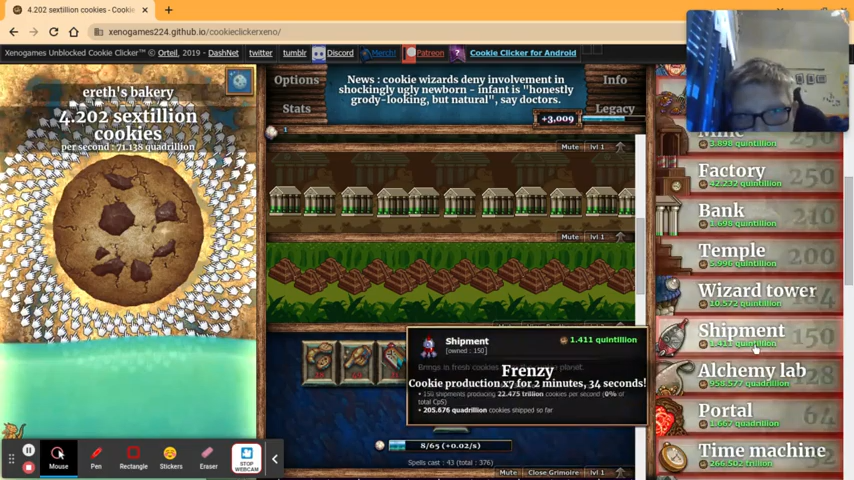 4.202 sextillion cookies - Cookie
xenogames224.github.io/cookieclickerxeno/
Xenogames Unblocked Cookie Clicker™ © Orteil, 2019 - DashNet
twitter
tumblr
Discord
Merch!
Patreon
Cookie Clicker for Android
ereth's bakery
4.202 sextillion
cookies
per second : 71.138 quadrillion
Options
Stats
News : cookie wizards deny involvement in
shockingly ugly newborn - infant is "honestly
grody-looking, but natural", say doctors.
Info
Legacy
+3,009
1
Mute lvl 1
Mute lvl 1
Shipment
1.411 quintillion
[owned : 150]
Frenzy
Cookie production x7 for 2 minutes, 34 seconds!
• 150 shipments producing 22.475 trillion cookies per second (0% of
total CpS)
• 205.676 quadrillion cookies shipped so far
8/65 (+0.02/s)
Spells cast : 43 (total : 376)
Mute Close Grimoire lvl 1
Mine
3.898 quintillion
250
Factory
42.232 quintillion
250
Bank
1.698 quintillion
210
Temple
5.996 quintillion
200
Wizard tower
10.572 quintillion
Shipment
1.411 quintillion
150
Alchemy lab
958.577 quadrillion
128
Portal
1.667 quadrillion
64
Time machine
266.502 trillion
Mouse
Pen
Rectangle
Stickers
Eraser
STOP
WEBCAM